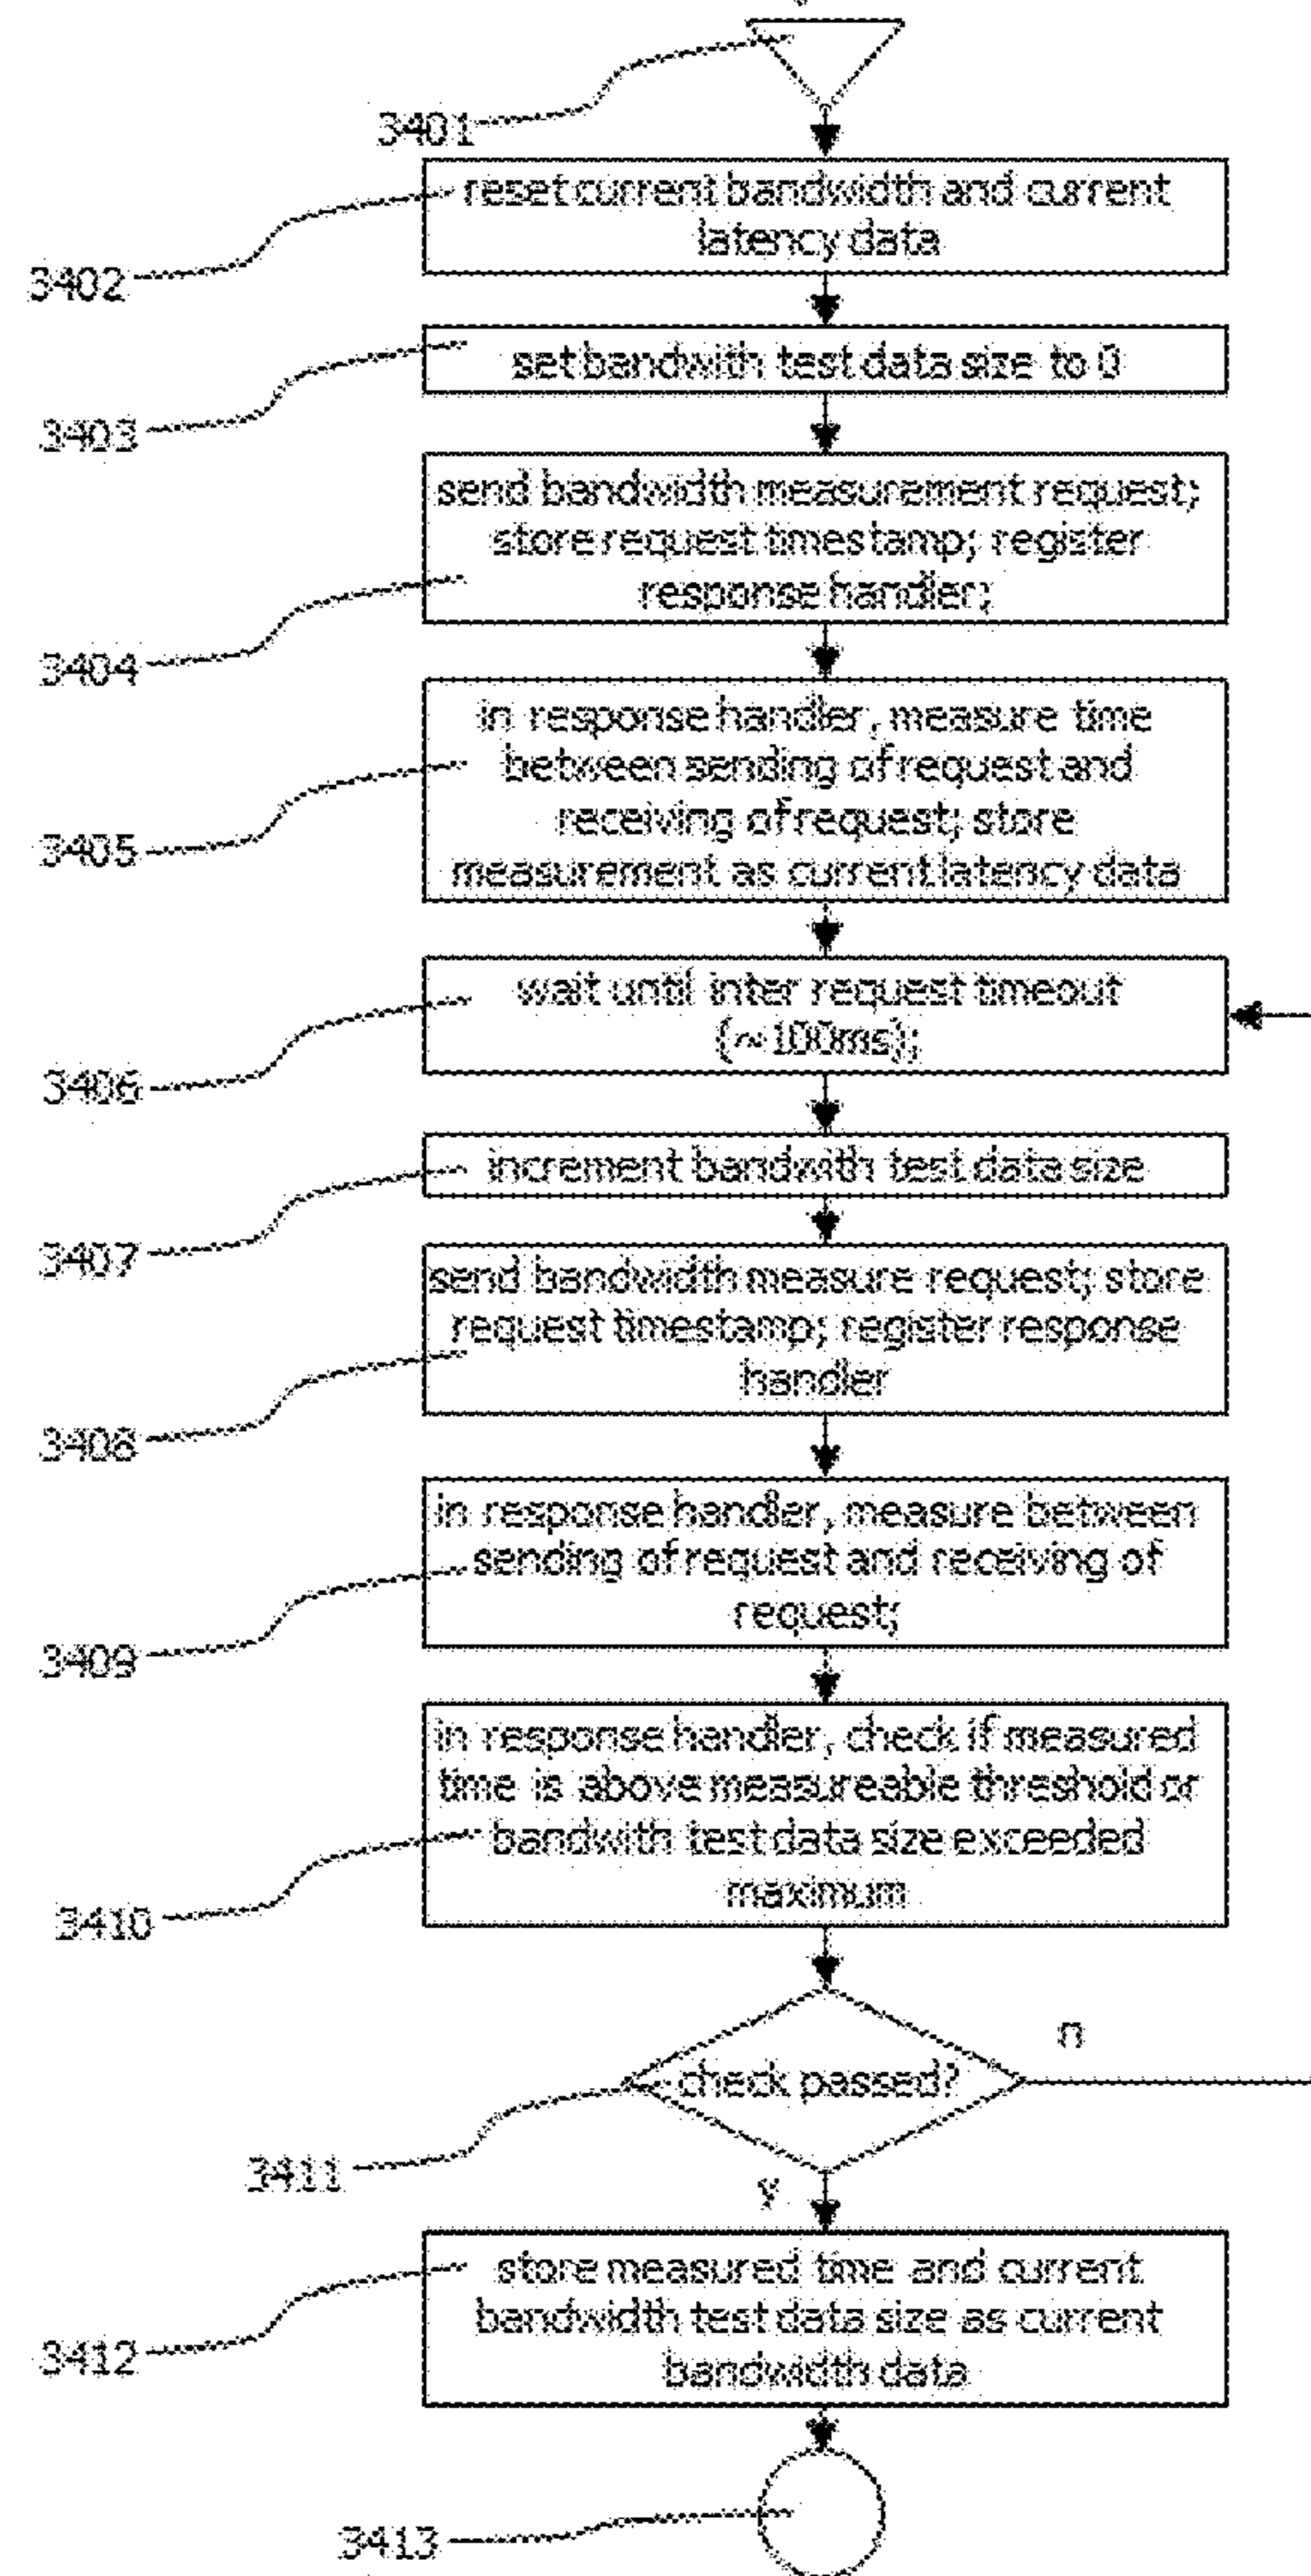 3401
reset current bandwidth and current
latency data
3402
set bandwith test data size to 0
3403
send bandwidth measurement request;
store request timestamp; register
response handler;
3404
in response handler, measure time
between sending of request and
receiving of request; store
measurement as current latency data
3405
wait until inter request timeout
(~100ms);
3406
increment bandwith test data size
3407
send bandwidth measure request; store
request timestamp; register response
handler
3408
in response handler, measure between
sending of request and receiving of
request;
3409
in response handler, check if measured
time is above measureable threshold or
bandwith test data size exceeded
maximum
3410
n
check passed?
3411
y
store measured time and current
bandwidth test data size as current
bandwidth data
3412
3413